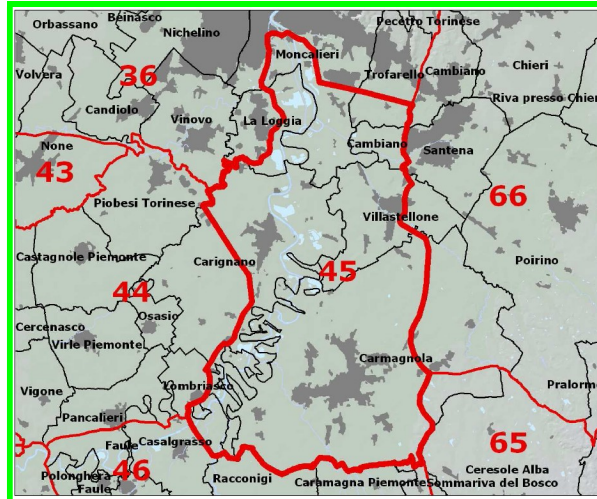 Orbassano
Beinasco
Nichelino
Pecetto Torinese
Moncalieri
Volvera
36
Trofarello
Cambiano
Chieri
Candiolo
Vinovo
La Loggia
Riva presso Chier
None
Cambiano
Santena
43
Piobesi Torinese
Villastellone
66
Castagnole Piemonte
Carignano
45
Poirino
44
Osasio
Cercenasco
Virle Piemonte
Carmagnola
Vigone
Lombriasco
Pralormo
Pancalieri
Faule
Casalgrasso
65
Polonghera
46
Faule
Racconigi
Caramagna Piemonte
Ceresole Alba
Sommariva del Bosco